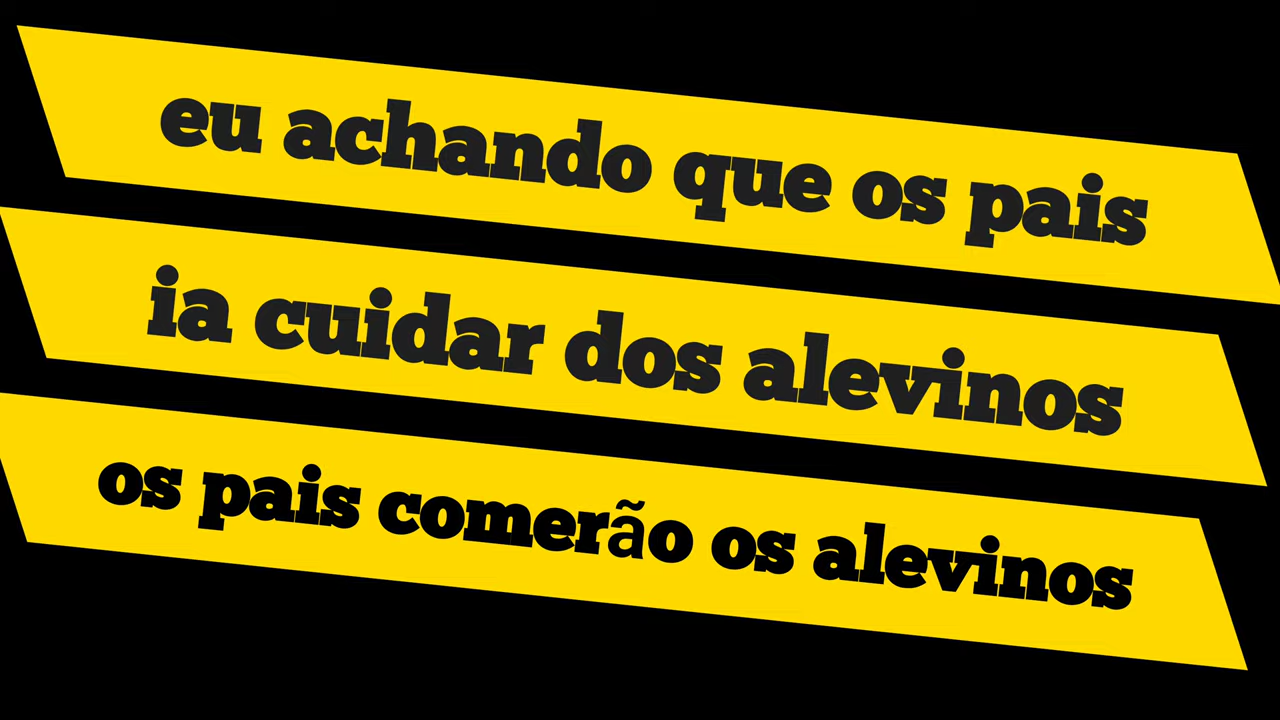 eu achando que os pais
ia cuidar dos alevinos
os pais comerão os alevinos